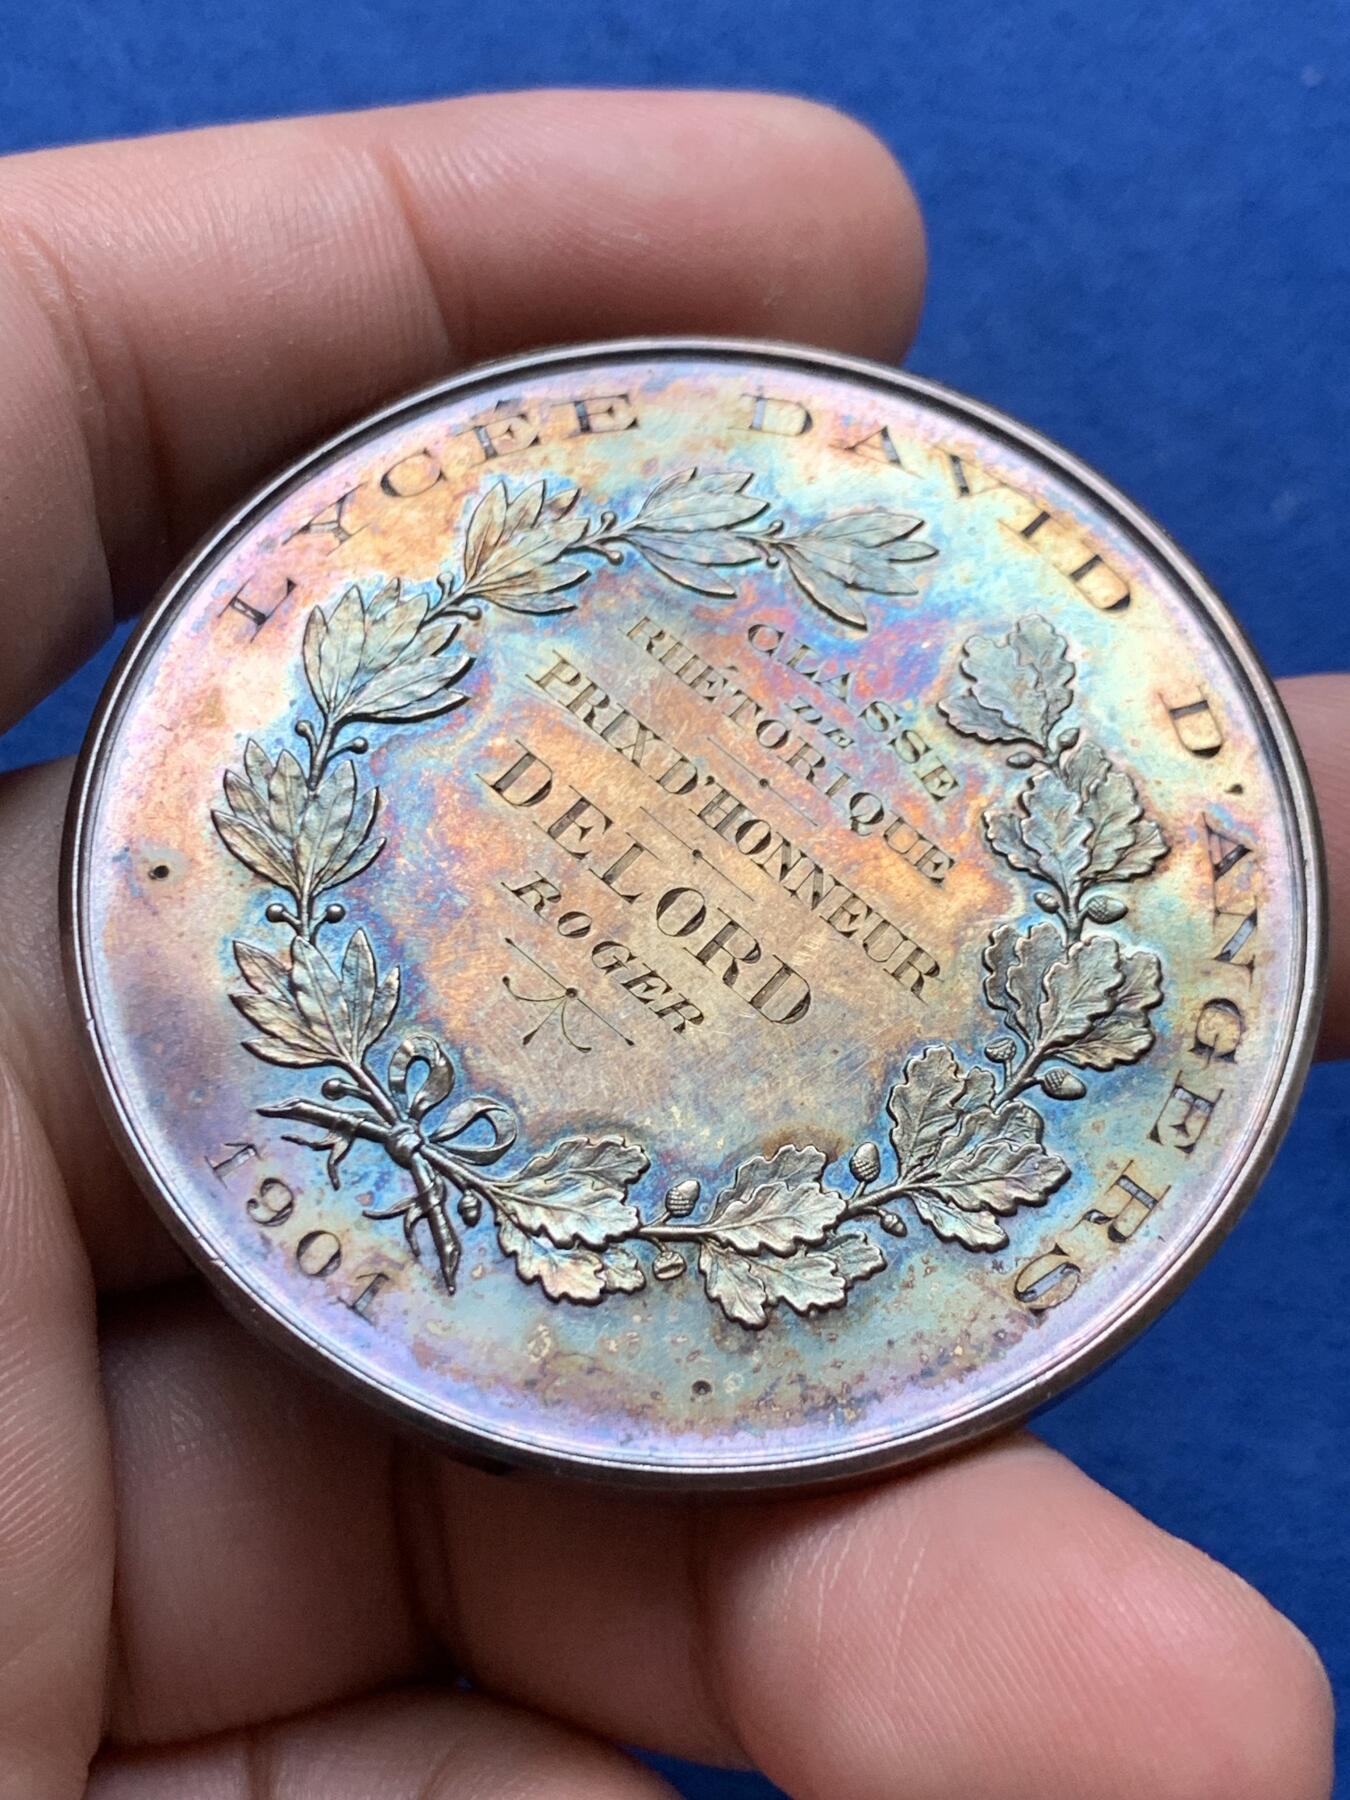 LYCÉE DAVID D'ANGERS
CLASSE
DE
RHÉTORIQUE
PRIX D'HONNEUR
DELORD
ROGER
1901